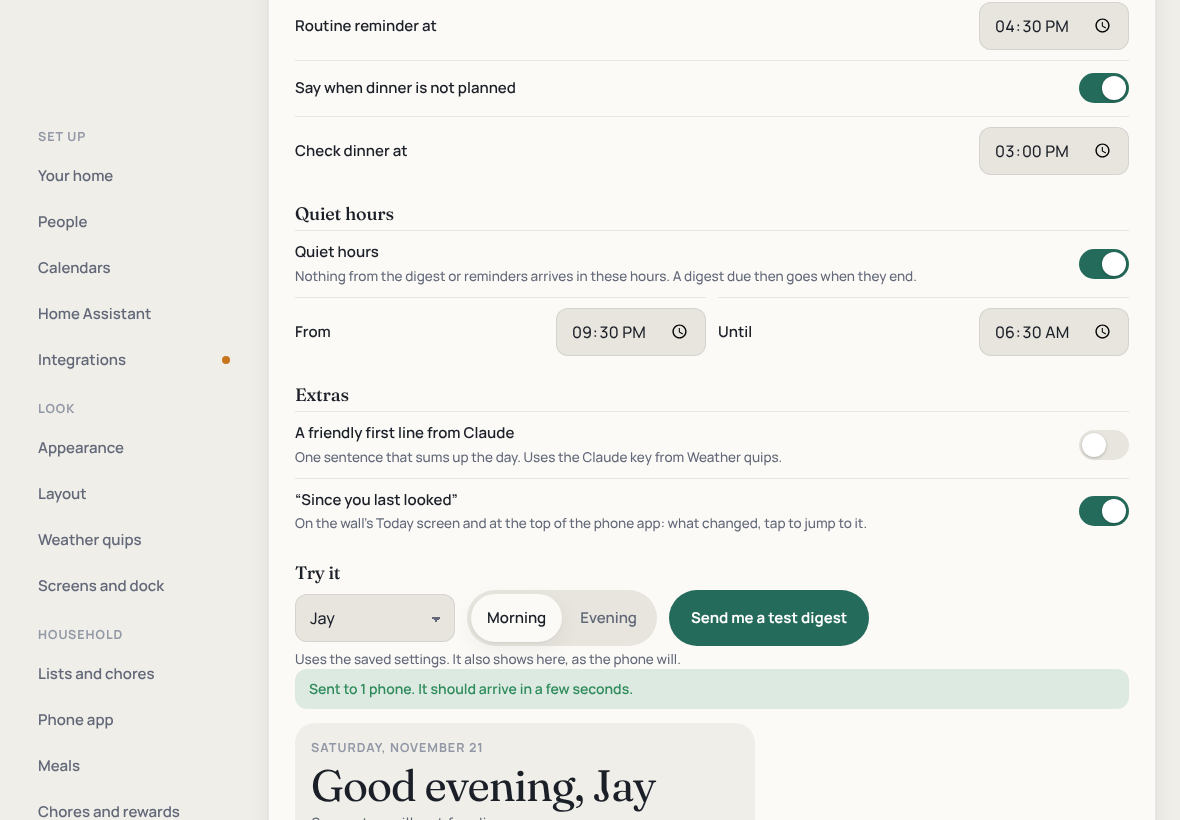 Routine reminder at
04:30 PM
Say when dinner is not planned
Check dinner at
03:00 PM
SET UP
Your home
People
Calendars
Home Assistant
Integrations
LOOK
Appearance
Layout
Weather quips
Screens and dock
HOUSEHOLD
Lists and chores
Phone app
Meals
Chores and rewards
Quiet hours
Quiet hours
Nothing from the digest or reminders arrives in these hours. A digest due then goes when they end.
From
09:30 PM
Until
06:30 AM
Extras
A friendly first line from Claude
One sentence that sums up the day. Uses the Claude key from Weather quips.
“Since you last looked”
On the wall's Today screen and at the top of the phone app: what changed, tap to jump to it.
Try it
Jay
Morning
Evening
Send me a test digest
Uses the saved settings. It also shows here, as the phone will.
Sent to 1 phone. It should arrive in a few seconds.
SATURDAY, NOVEMBER 21
Good evening, Jay